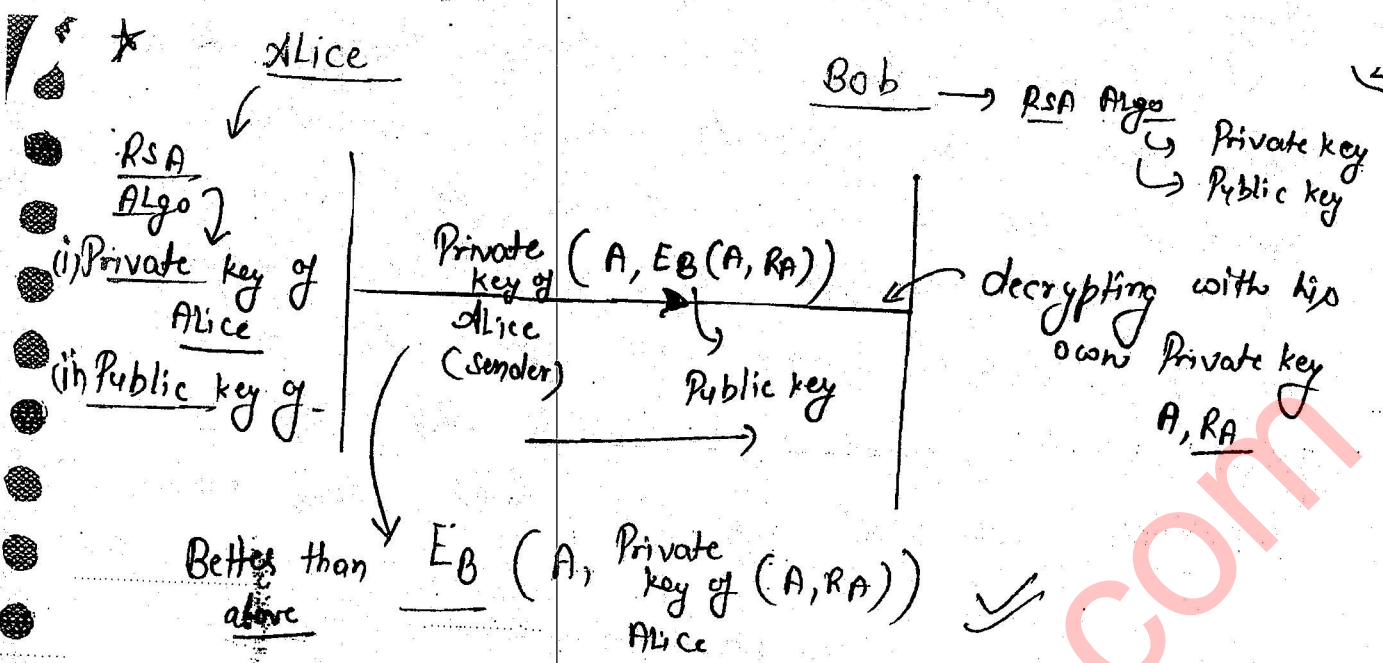 Alice
Bob → RSA Algo
Private key
Public key
RSA
ALgo
(i) Private key of
Alice
(ii) Public key of -
Private key of Alice (Sender) (A, EB(A, RA))
Public key
decrypting with his
own Private key
A, RA
Better than above EB (A, Private key of Alice (A, RA))
com